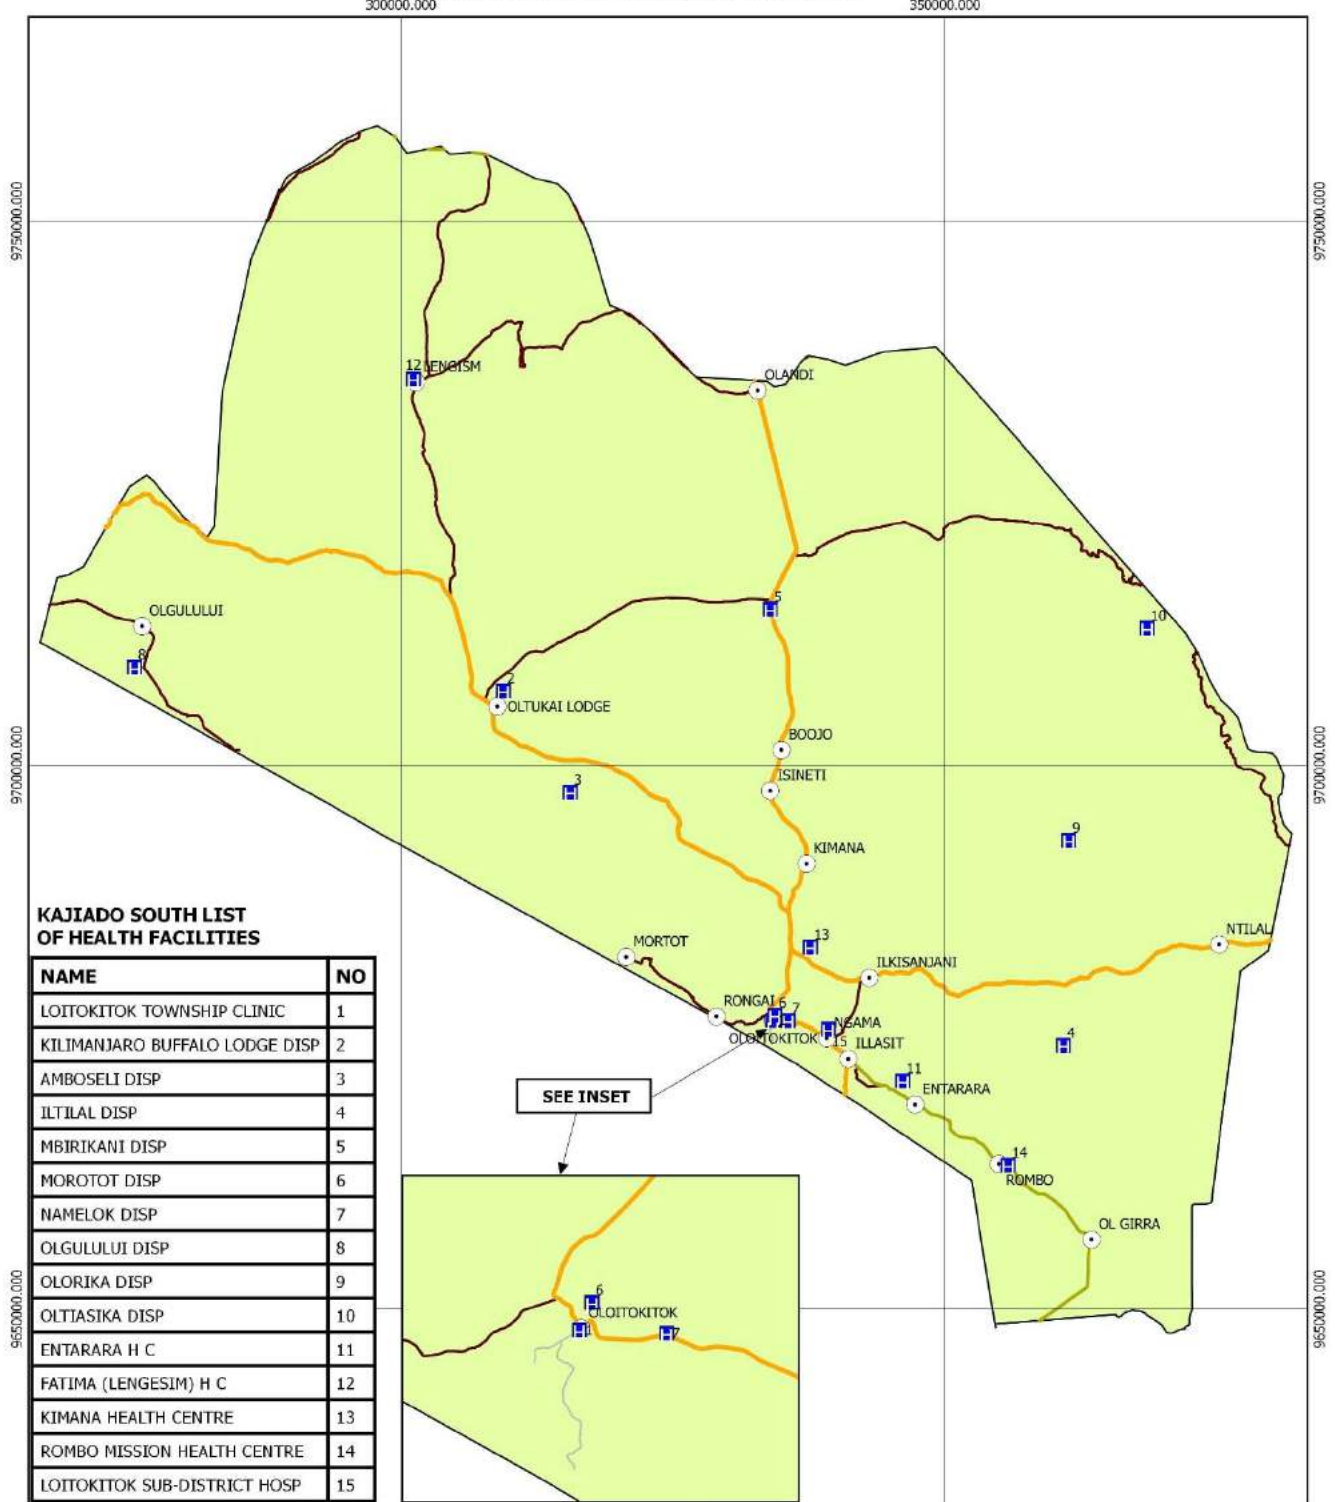 300000.000
350000.000
9750000.000
9750000.000
12
LENGISM
OLANDI
5
OLGULULUI
10
8
2
OLTUKAI LODGE
BOOJO
9700000.000
9700000.000
ISINETI
3
9
KIMANA
KAJIADO SOUTH LIST
OF HEALTH FACILITIES
MORTOT
13
NTILAL
ILKISANJANI
RONGAI
6
7
NGAMA
OLOITOKITOK
15
ILLASIT
4
11
ENTARARA
SEE INSET
14
ROMBO
OL GIRRA
NAME NO
LOITOKITOK TOWNSHIP CLINIC 1
KILIMANJARO BUFFALO LODGE DISP 2
AMBOSELI DISP 3
ILTILAL DISP 4
MBIRIKANI DISP 5
MOROTOT DISP 6
NAMELOK DISP 7
OLGULULUI DISP 8
OLORIKA DISP 9
OLTIASIKA DISP 10
ENTARARA H C 11
FATIMA (LENGESIM) H C 12
KIMANA HEALTH CENTRE 13
ROMBO MISSION HEALTH CENTRE 14
LOITOKITOK SUB-DISTRICT HOSP 15
6
OLOITOKITOK
1
7
9650000.000
9650000.000